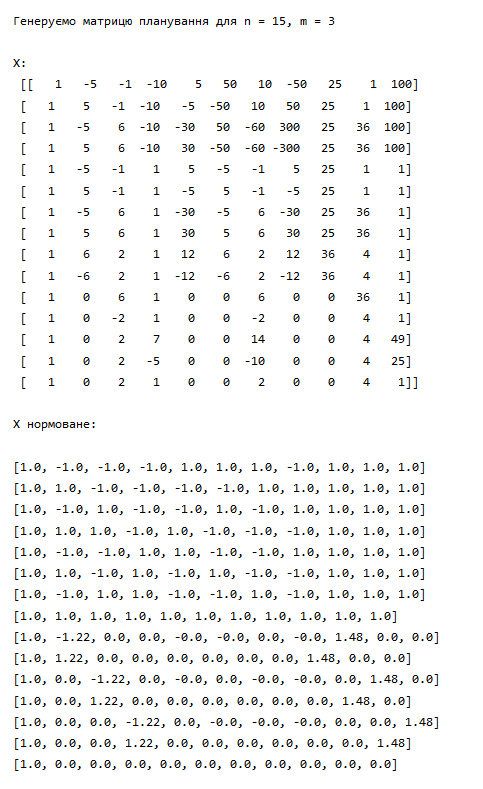 Генеруємо матрицю планування для n = 15, m = 3
X:
[[   1   -5   -1  -10    5   50   10  -50   25    1  100]
[   1    5   -1  -10   -5  -50   10   50   25    1  100]
[   1   -5    6  -10  -30   50  -60  300   25   36  100]
[   1    5    6  -10   30  -50  -60 -300   25   36  100]
[   1   -5   -1    1    5   -5   -1    5   25    1    1]
[   1    5   -1    1   -5    5   -1   -5   25    1    1]
[   1   -5    6    1  -30   -5    6  -30   25   36    1]
[   1    5    6    1   30    5    6   30   25   36    1]
[   1    6    2    1   12    6    2   12   36    4    1]
[   1   -6    2    1  -12   -6    2  -12   36    4    1]
[   1    0    6    1    0    0    6    0    0   36    1]
[   1    0   -2    1    0    0   -2    0    0    4    1]
[   1    0    2    7    0    0   14    0    0    4   49]
[   1    0    2   -5    0    0  -10    0    0    4   25]
[   1    0    2    1    0    0    2    0    0    4    1]]
X нормоване:
[1.0, -1.0, -1.0, -1.0, 1.0, 1.0, 1.0, -1.0, 1.0, 1.0, 1.0]
[1.0, 1.0, -1.0, -1.0, -1.0, -1.0, 1.0, 1.0, 1.0, 1.0, 1.0]
[1.0, -1.0, 1.0, -1.0, -1.0, 1.0, -1.0, 1.0, 1.0, 1.0, 1.0]
[1.0, 1.0, 1.0, -1.0, 1.0, -1.0, -1.0, -1.0, 1.0, 1.0, 1.0]
[1.0, -1.0, -1.0, 1.0, 1.0, -1.0, -1.0, 1.0, 1.0, 1.0, 1.0]
[1.0, 1.0, -1.0, 1.0, -1.0, 1.0, -1.0, -1.0, 1.0, 1.0, 1.0]
[1.0, -1.0, 1.0, 1.0, -1.0, -1.0, 1.0, -1.0, 1.0, 1.0, 1.0]
[1.0, 1.0, 1.0, 1.0, 1.0, 1.0, 1.0, 1.0, 1.0, 1.0, 1.0]
[1.0, -1.22, 0.0, 0.0, -0.0, -0.0, 0.0, -0.0, 1.48, 0.0, 0.0]
[1.0, 1.22, 0.0, 0.0, 0.0, 0.0, 0.0, 0.0, 1.48, 0.0, 0.0]
[1.0, 0.0, -1.22, 0.0, -0.0, 0.0, -0.0, -0.0, 0.0, 1.48, 0.0]
[1.0, 0.0, 1.22, 0.0, 0.0, 0.0, 0.0, 0.0, 0.0, 1.48, 0.0]
[1.0, 0.0, 0.0, -1.22, 0.0, -0.0, -0.0, -0.0, 0.0, 0.0, 1.48]
[1.0, 0.0, 0.0, 1.22, 0.0, 0.0, 0.0, 0.0, 0.0, 0.0, 1.48]
[1.0, 0.0, 0.0, 0.0, 0.0, 0.0, 0.0, 0.0, 0.0, 0.0, 0.0]